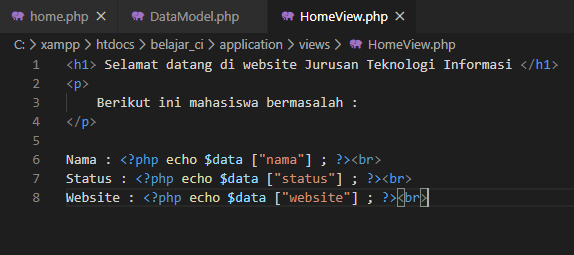 home.php DataModel.php HomeView.php ×
C: > xampp > htdocs > belajar_ci > application > views > HomeView.php
1 <h1> Selamat datang di website Jurusan Teknologi Informasi </h1>
2 <p>
3 Berikut ini mahasiswa bermasalah :
4 </p>
5
6 Nama : <?php echo $data ["nama"] ; ?><br>
7 Status : <?php echo $data ["status"] ; ?><br>
8 Website : <?php echo $data ["website"] ; ?><br>